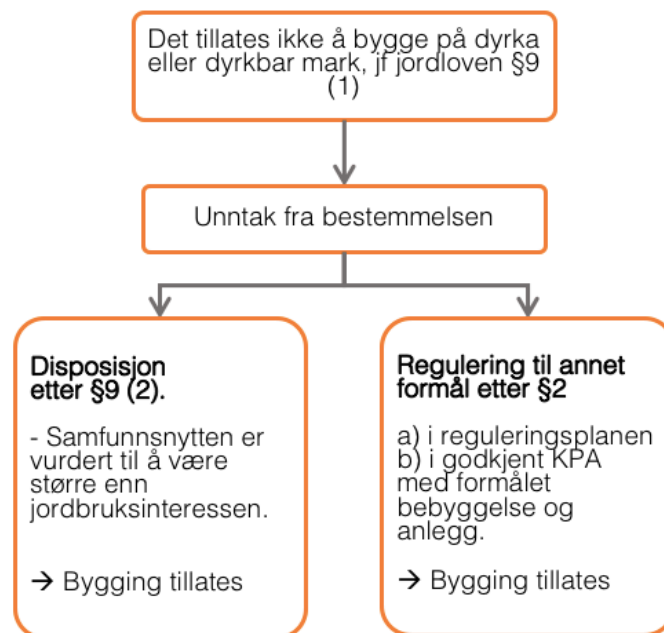 Det tillates ikke å bygge på dyrka
eller dyrkbar mark, jf jordloven §9
(1)
Unntak fra bestemmelsen
Disposisjon
etter §9 (2).
- Samfunnsnytten er
vurdert til å være
større enn
jordbruksinteressen.
→ Bygging tillates
Regulering til annet
formål etter §2
a) i reguleringsplanen
b) i godkjent KPA
med formålet
bebyggelse og
anlegg.
→ Bygging tillates